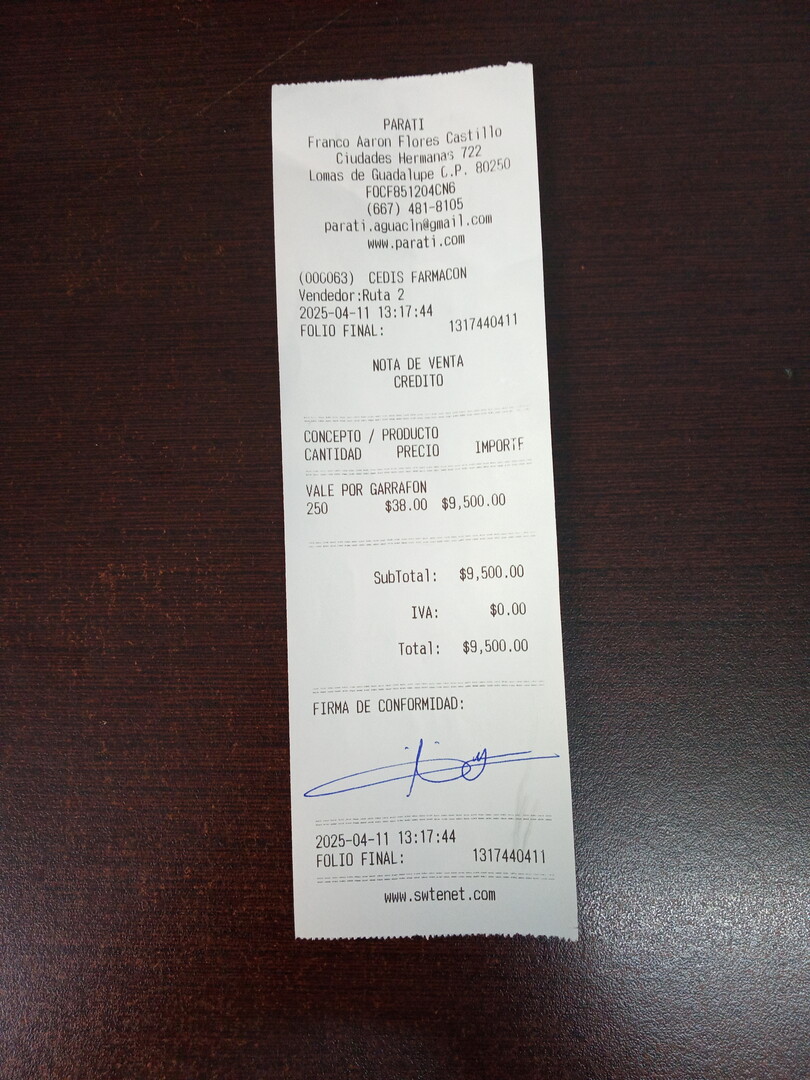 PARATI
Franco Aaron Flores Castillo
Ciudades Hermanas 722
Lomas de Guadalupe C.P. 80250
FOCF851204CN6
(667) 481-8105
parati.aguacln@gmail.com
www.parati.com
(000063) CEDIS FARMACON
Vendedor:Ruta 2
2025-04-11 13:17:44
FOLIO FINAL: 1317440411
NOTA DE VENTA
CREDITO
CONCEPTO / PRODUCTO
CANTIDAD PRECIO IMPORTE
VALE POR GARRAFON
250 $38.00 $9,500.00
SubTotal: $9,500.00
IVA: $0.00
Total: $9,500.00
FIRMA DE CONFORMIDAD:
2025-04-11 13:17:44
FOLIO FINAL: 1317440411
www.swtenet.com